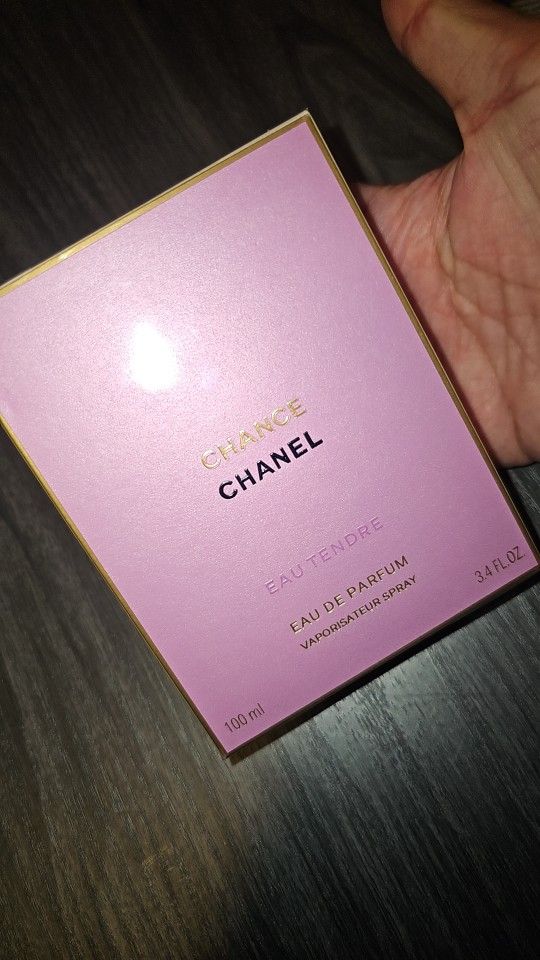 CHANCE
CHANEL
EAU TENDRE
EAU DE PARFUM
VAPORISATEUR SPRAY
100 ml
3.4 FL.OZ.